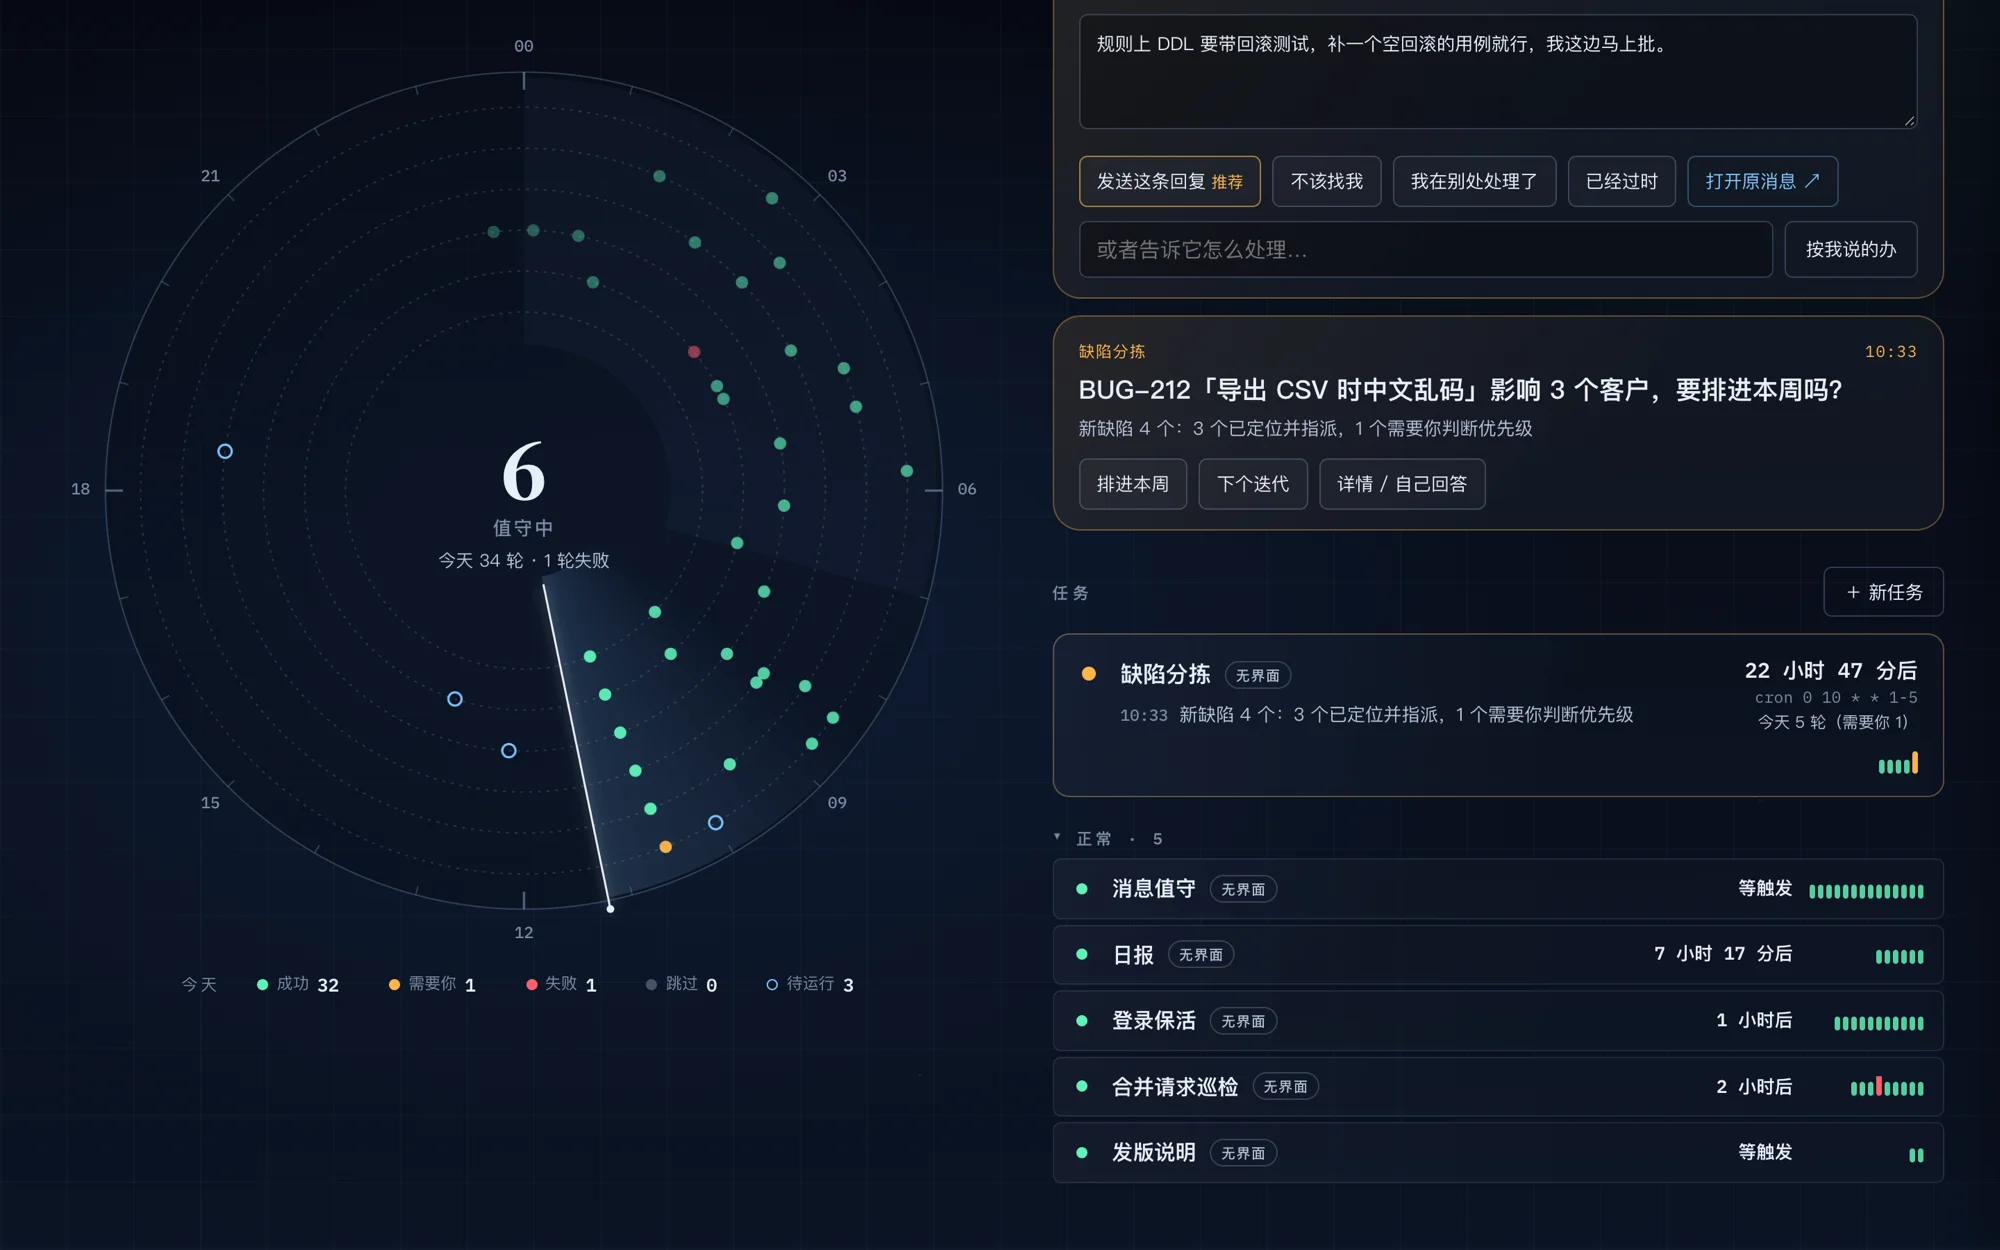 00
03
06
09
12
15
18
21
6
值守中
今天 34 轮 · 1 轮失败
今天 成功 32 需要你 1 失败 1 跳过 0 待运行 3
规则上 DDL 要带回滚测试，补一个空回滚的用例就行，我这边马上批。
发送这条回复 推荐 不该找我 我在别处处理了 已经过时 打开原消息 ↗
或者告诉它怎么处理… 按我说的办
缺陷分拣 10:33
BUG-212「导出 CSV 时中文乱码」影响 3 个客户，要排进本周吗？
新缺陷 4 个：3 个已定位并指派，1 个需要你判断优先级
排进本周 下个迭代 详情 / 自己回答
任务 + 新任务
缺陷分拣 无界面 22 小时 47 分后
cron 0 10 * * 1-5
10:33 新缺陷 4 个：3 个已定位并指派，1 个需要你判断优先级
今天 5 轮（需要你 1）
▾ 正常 · 5
消息值守 无界面 等触发
日报 无界面 7 小时 17 分后
登录保活 无界面 1 小时后
合并请求巡检 无界面 2 小时后
发版说明 无界面 等触发